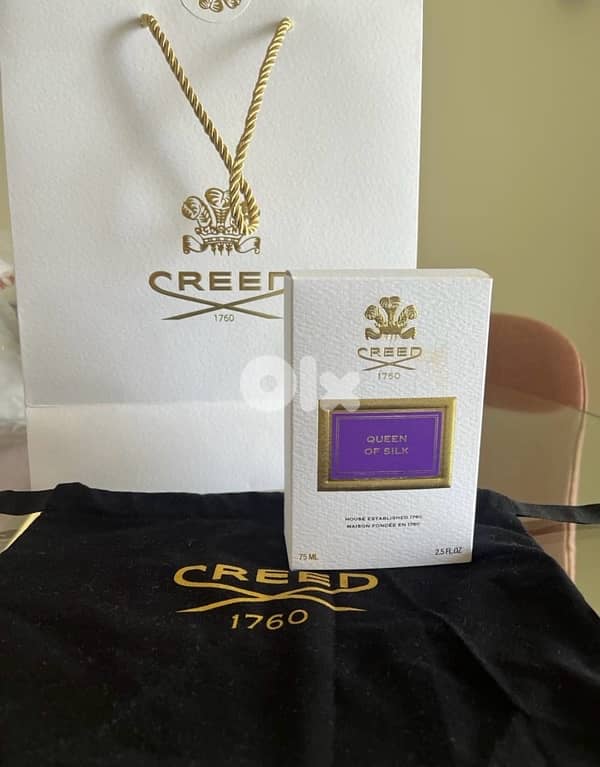 CREED
1760
olx
CREED
1760
QUEEN
OF SILK
HOUSE ESTABLISHED 1760
MAISON FONDÉE EN 1760
75 ML 2.5 FL.OZ
CREED
1760